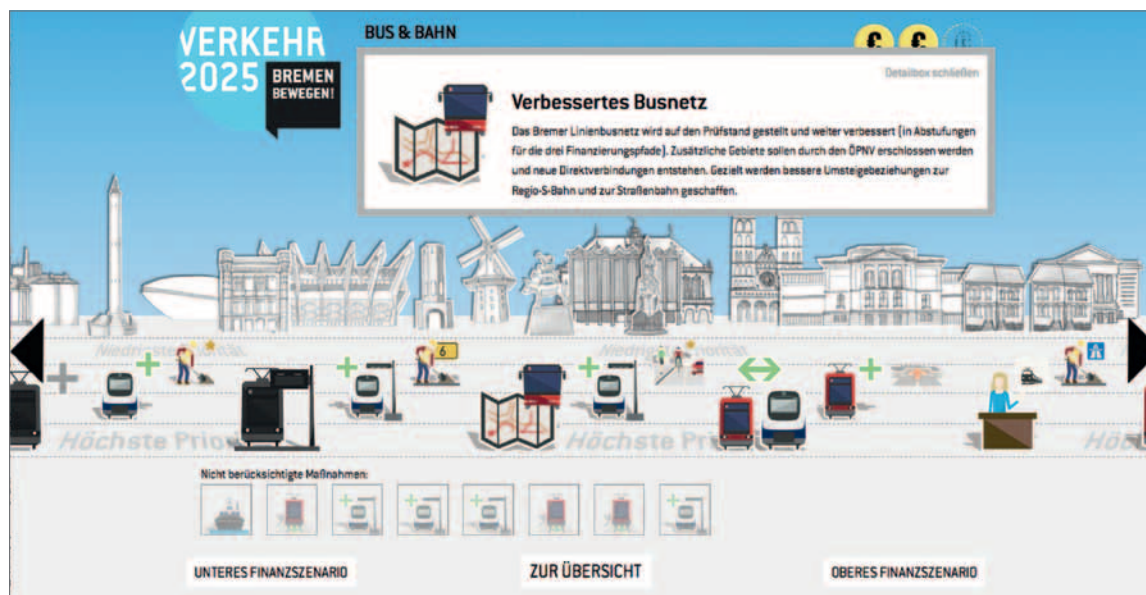 VERKEHR
2025
BREMEN
BEWEGEN!
BUS & BAHN
Detailbox schließen
Verbessertes Busnetz
Das Bremer Linienbusnetz wird auf den Prüfstand gestellt und weiter verbessert (in Abstufungen
für die drei Finanzierungspfade). Zusätzliche Gebiete sollen durch den ÖPNV erschlossen werden
und neue Direktverbindungen entstehen. Gezielt werden bessere Umsteigebeziehungen zur
Regio-S-Bahn und zur Straßenbahn geschaffen.
6
Höchste Prio
Höchste Prio
Höc
Nicht berücksichtigte Maßnahmen:
UNTERES FINANZSZENARIO
ZUR ÜBERSICHT
OBERES FINANZSZENARIO